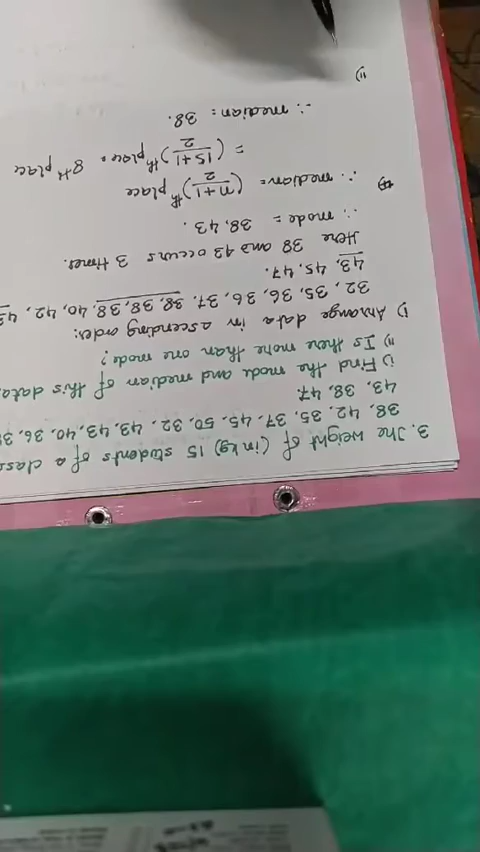 3. The weight of (in kg) 15 students of a class
38, 42, 35, 37, 45, 50, 32, 43, 43, 40, 36, 38
43, 38, 47.
i) Find the mode and median of this data
ii) Is there more than one mode?
i) Arrange data in ascending order:
32, 35, 36, 36, 37. 38, 38, 38, 40, 42, 43
43, 45, 47.
Here 38 and 43 occurs 3 times.
∴ mode = 38, 43.
∴ median = (n+1/2)th place
= (15+1/2)th place = 8th place
∴ median = 38.
ii)